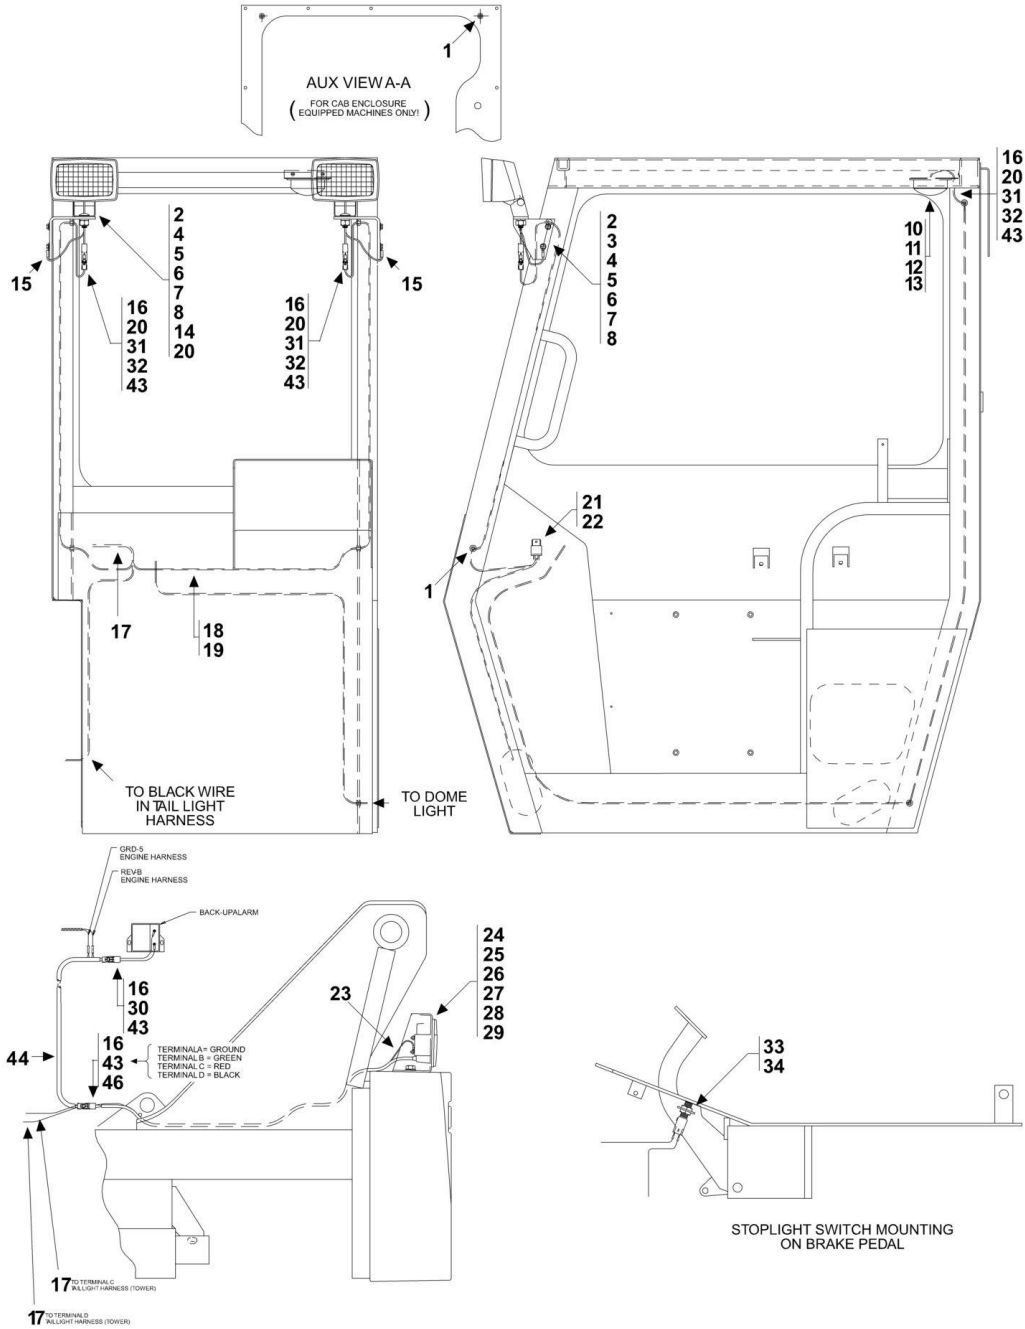 1
AUX VIEW A-A
( FOR CAB ENCLOSURE
EQUIPPED MACHINES ONLY! )
2
4
5
6
7
8
14
20
15
16
20
31
32
43
16
20
31
32
43
15
2
3
4
5
6
7
8
10
11
12
13
16
20
31
32
43
17
18
19
21
22
1
TO BLACK WIRE
IN TAIL LIGHT
HARNESS
TO DOME
LIGHT
GRD-5
ENGINE HARNESS
REV-B
ENGINE HARNESS
BACK-UP ALARM
16
30
43
16
43
46
TERMINAL A = GROUND
TERMINAL B = GREEN
TERMINAL C = RED
TERMINAL D = BLACK
44
23
24
25
26
27
28
29
33
34
STOPLIGHT SWITCH MOUNTING
ON BRAKE PEDAL
17 TO TERMINAL C
TAILLIGHT HARNESS (TOWER)
17 TO TERMINAL D
TAILLIGHT HARNESS (TOWER)